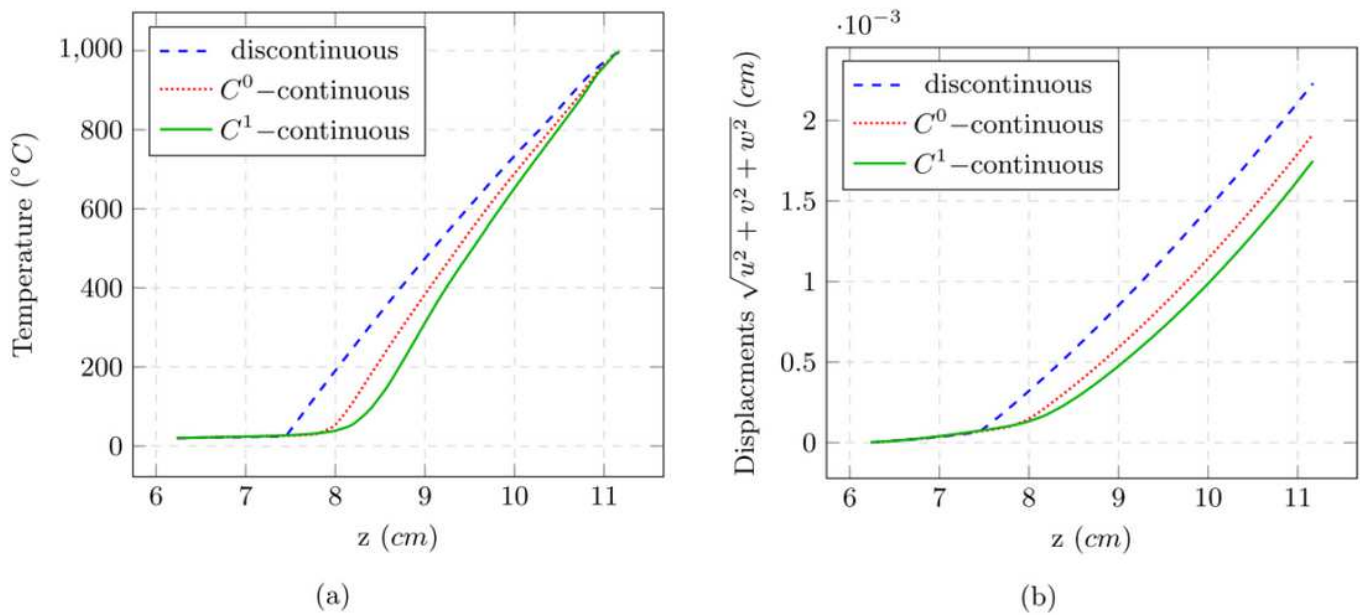 discontinuous
C⁰−continuous
C¹−continuous
1,000
800
600
400
200
0
6 7 8 9 10 11
z (cm)
Temperature (°C)
(a)
·10⁻³
discontinuous
C⁰−continuous
C¹−continuous
2
1.5
1
0.5
0
6 7 8 9 10 11
z (cm)
Displacments √u² + v² + w² (cm)
(b)